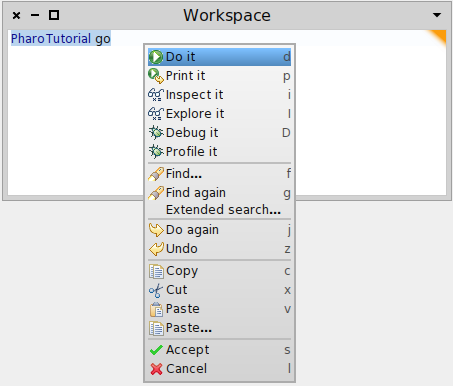 Workspace
PharoTutorial go
Do it d
Print it p
Inspect it i
Explore it I
Debug it D
Profile it
Find... f
Find again g
Extended search...
Do again j
Undo z
Copy c
Cut x
Paste v
Paste...
Accept s
Cancel l